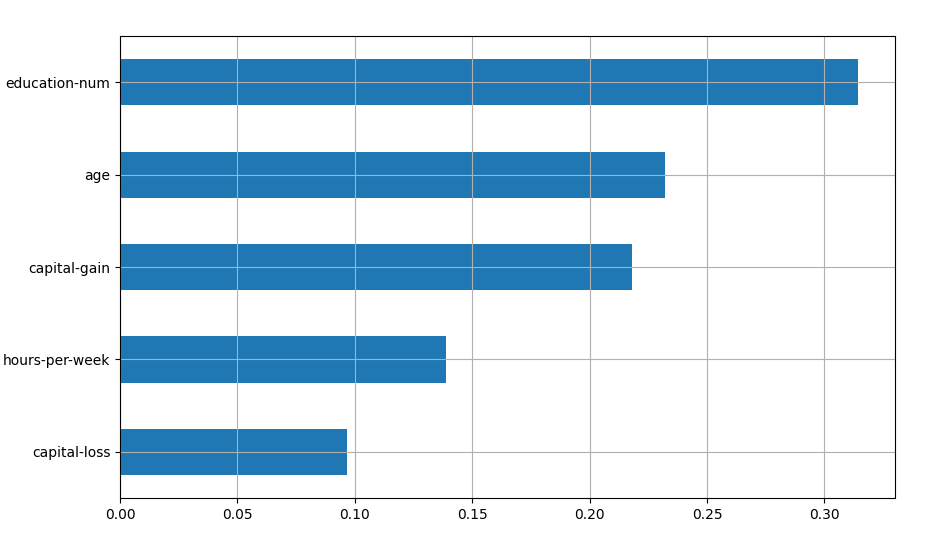 education-num
age
capital-gain
hours-per-week
capital-loss
0.00 0.05 0.10 0.15 0.20 0.25 0.30